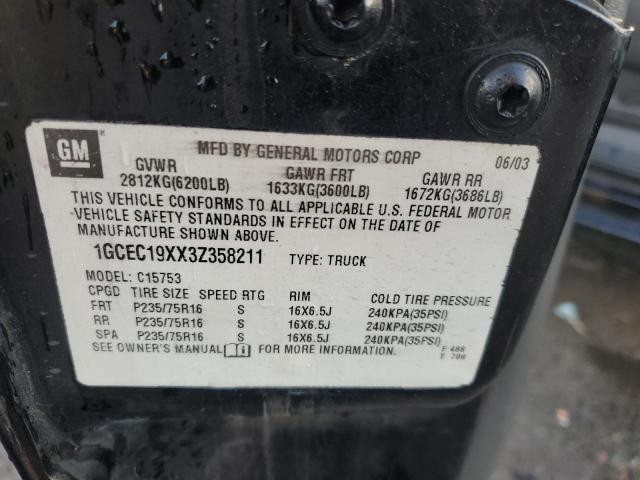 GM
MFD BY GENERAL MOTORS CORP 06/03
GVWR GAWR FRT GAWR RR
2812KG(6200LB) 1633KG(3600LB) 1672KG(3686LB)
THIS VEHICLE CONFORMS TO ALL APPLICABLE U.S. FEDERAL MOTOR
VEHICLE SAFETY STANDARDS IN EFFECT ON THE DATE OF
MANUFACTURE SHOWN ABOVE.
1GCEC19XX3Z358211 TYPE: TRUCK
MODEL: C15753
CPGD TIRE SIZE SPEED RTG RIM COLD TIRE PRESSURE
FRT P235/75R16 S 16X6.5J 240KPA(35PSI)
RR P235/75R16 S 16X6.5J 240KPA(35PSI)
SPA P235/75R16 S 16X6.5J 240KPA(35PSI)
SEE OWNER'S MANUAL FOR MORE INFORMATION. F 488
T 708